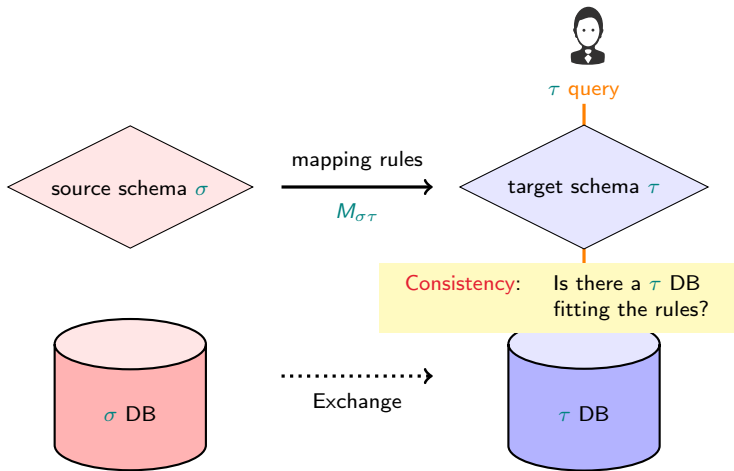 τ query
mapping rules
source schema σ
target schema τ
M_στ
Consistency: Is there a τ DB
fitting the rules?
σ DB
Exchange
τ DB